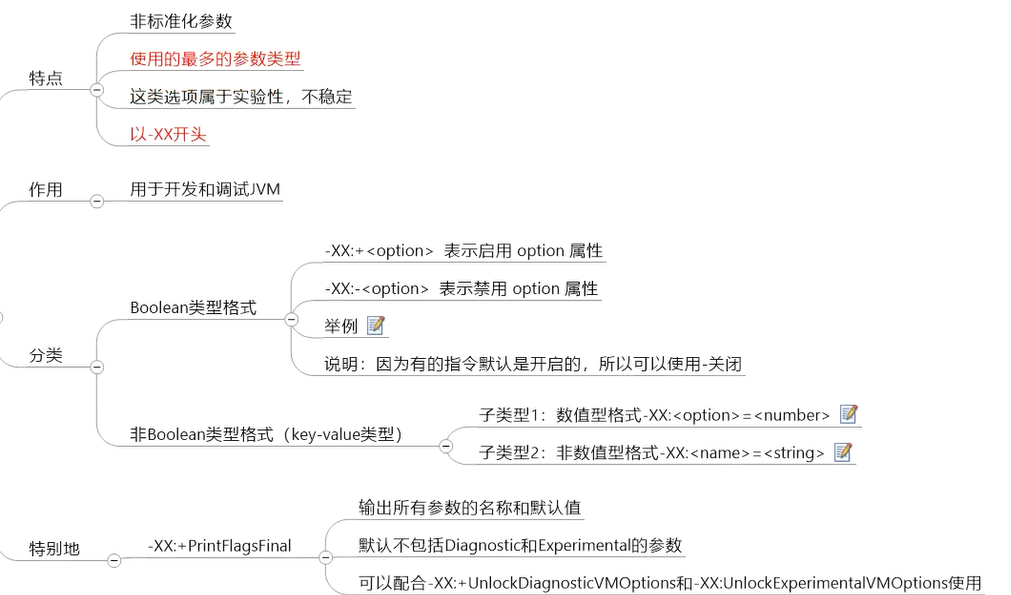 特点
非标准化参数
使用的最多的参数类型
这类选项属于实验性，不稳定
以-XX开头
作用
用于开发和调试JVM
分类
Boolean类型格式
-XX:+<option> 表示启用 option 属性
-XX:-<option> 表示禁用 option 属性
举例
说明：因为有的指令默认是开启的，所以可以使用-关闭
非Boolean类型格式（key-value类型）
子类型1：数值型格式-XX:<option>=<number>
子类型2：非数值型格式-XX:<name>=<string>
特别地
-XX:+PrintFlagsFinal
输出所有参数的名称和默认值
默认不包括Diagnostic和Experimental的参数
可以配合-XX:+UnlockDiagnosticVMOptions和-XX:UnlockExperimentalVMOptions使用